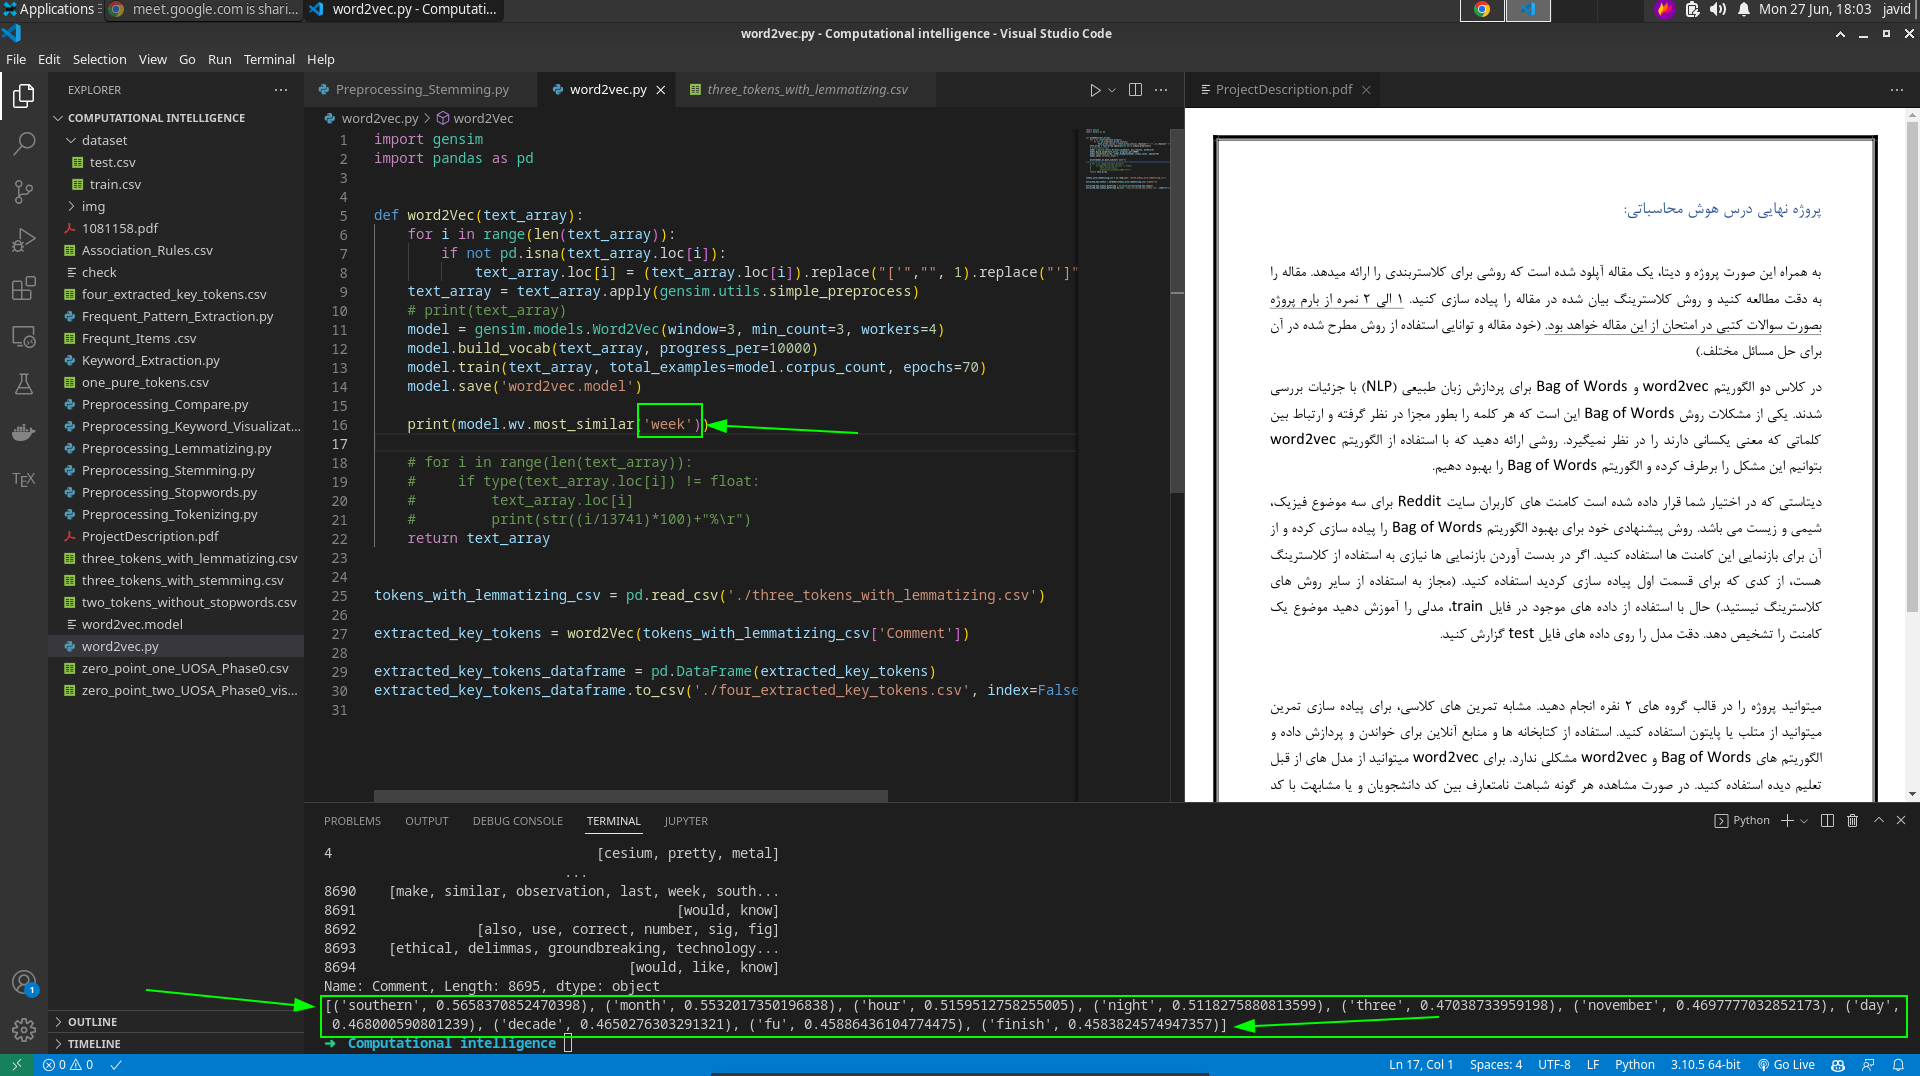 Applications
meet.google.com is shari...
word2vec.py - Computati...
Mon 27 Jun, 18:03
javid
word2vec.py - Computational intelligence - Visual Studio Code
File Edit Selection View Go Run Terminal Help
EXPLORER
COMPUTATIONAL INTELLIGENCE
dataset
test.csv
train.csv
img
1081158.pdf
Association_Rules.csv
check
four_extracted_key_tokens.csv
Frequent_Pattern_Extraction.py
Frequnt_Items .csv
Keyword_Extraction.py
one_pure_tokens.csv
Preprocessing_Compare.py
Preprocessing_Keyword_Visualizat...
Preprocessing_Lemmatizing.py
Preprocessing_Stemming.py
Preprocessing_Stopwords.py
Preprocessing_Tokenizing.py
ProjectDescription.pdf
three_tokens_with_lemmatizing.csv
three_tokens_with_stemming.csv
two_tokens_without_stopwords.csv
word2vec.model
word2vec.py
zero_point_one_UOSA_Phase0.csv
zero_point_two_UOSA_Phase0_vis...
OUTLINE
TIMELINE
TEX
1
Preprocessing_Stemming.py
word2vec.py
three_tokens_with_lemmatizing.csv
word2vec.py > word2Vec
1 import gensim
2 import pandas as pd
3
4
5 def word2Vec(text_array):
6 for i in range(len(text_array)):
7 if not pd.isna(text_array.loc[i]):
8 text_array.loc[i] = (text_array.loc[i]).replace("['","", 1).replace("']"
9 text_array = text_array.apply(gensim.utils.simple_preprocess)
10 # print(text_array)
11 model = gensim.models.Word2Vec(window=3, min_count=3, workers=4)
12 model.build_vocab(text_array, progress_per=10000)
13 model.train(text_array, total_examples=model.corpus_count, epochs=70)
14 model.save('word2vec.model')
15
16 print(model.wv.most_similar('week'))
17
18 # for i in range(len(text_array)):
19 # if type(text_array.loc[i]) != float:
20 # text_array.loc[i]
21 # print(str((i/13741)*100)+"%\r")
22 return text_array
23
24
25 tokens_with_lemmatizing_csv = pd.read_csv('./three_tokens_with_lemmatizing.csv')
26
27 extracted_key_tokens = word2Vec(tokens_with_lemmatizing_csv['Comment'])
28
29 extracted_key_tokens_dataframe = pd.DataFrame(extracted_key_tokens)
30 extracted_key_tokens_dataframe.to_csv('./four_extracted_key_tokens.csv', index=False
31
ProjectDescription.pdf
پروژه نهایی درس هوش محاسباتی:
به همراه این صورت پروژه و دیتا، یک مقاله آپلود شده است که روشی برای کلاستربندی را ارائه میدهد. مقاله را
به دقت مطالعه کنید و روش کلاسترینگ بیان شده در مقاله را پیاده سازی کنید. ۱ الی ۲ نمره از بارم پروژه
بصورت سوالات کتبی در امتحان از این مقاله خواهد بود. (خود مقاله و توانایی استفاده از روش مطرح شده در آن
برای حل مسائل مختلف.)
در کلاس دو الگوریتم word2vec و Bag of Words برای پردازش زبان طبیعی (NLP) با جزئیات بررسی
شدند. یکی از مشکلات روش Bag of Words این است که هر کلمه را بطور مجزا در نظر گرفته و ارتباط بین
کلماتی که معنی یکسانی دارند را در نظر نمیگیرد. روشی ارائه دهید که با استفاده از الگوریتم word2vec
بتوانیم این مشکل را برطرف کرده و الگوریتم Bag of Words را بهبود دهیم.
دیتاستی که در اختیار شما قرار داده شده است کامنت های کاربران سایت Reddit برای سه موضوع فیزیک،
شیمی و زیست می باشد. روش پیشنهادی خود برای بهبود الگوریتم Bag of Words را پیاده سازی کرده و از
آن برای بازنمایی این کامنت ها استفاده کنید. اگر در بدست آوردن بازنمایی ها نیازی به استفاده از کلاسترینگ
هست، از کدی که برای قسمت اول پیاده سازی کردید استفاده کنید. (مجاز به استفاده از سایر روش های
کلاسترینگ نیستید.) حال با استفاده از داده های موجود در فایل train، مدلی را آموزش دهید موضوع یک
کامنت را تشخیص دهد. دقت مدل را روی داده های فایل test گزارش کنید.
میتوانید پروژه را در قالب گروه های ۲ نفره انجام دهید. مشابه تمرین های کلاسی، برای پیاده سازی تمرین
میتوانید از متلب یا پایتون استفاده کنید. استفاده از کتابخانه ها و منابع آنلاین برای خواندن و پردازش داده و
الگوریتم های Bag of Words و word2vec مشکلی ندارد. برای word2vec میتوانید از مدل های از قبل
تعلیم دیده استفاده کنید. در صورت مشاهده هر گونه شباهت نامتعارف بین کد دانشجویان و یا مشابهت با کد
PROBLEMS OUTPUT DEBUG CONSOLE TERMINAL JUPYTER
Python
4 [cesium, pretty, metal]
...
8690 [make, similar, observation, last, week, south...
8691 [would, know]
8692 [also, use, correct, number, sig, fig]
8693 [ethical, delimmas, groundbreaking, technology...
8694 [would, like, know]
Name: Comment, Length: 8695, dtype: object
[('southern', 0.5658370852470398), ('month', 0.5532017350196838), ('hour', 0.5159512758255005), ('night', 0.5118275880813599), ('three', 0.47038733959198), ('november', 0.4697777032852173), ('day',
0.468000590801239), ('decade', 0.4650276303291321), ('fu', 0.45886436104774475), ('finish', 0.4583824574947357)]
→ Computational intelligence
0 0
Ln 17, Col 1 Spaces: 4 UTF-8 LF Python 3.10.5 64-bit Go Live